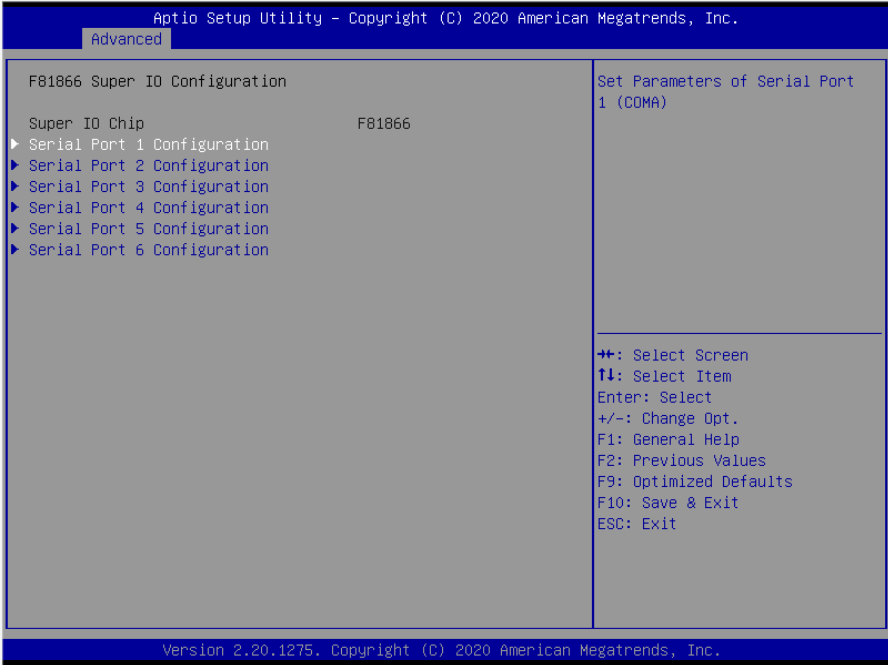 Aptio Setup Utility – Copyright (C) 2020 American Megatrends, Inc.
Advanced
F81866 Super IO Configuration
Super IO Chip F81866
Serial Port 1 Configuration
Serial Port 2 Configuration
Serial Port 3 Configuration
Serial Port 4 Configuration
Serial Port 5 Configuration
Serial Port 6 Configuration
Set Parameters of Serial Port
1 (COMA)
→←: Select Screen
↑↓: Select Item
Enter: Select
+/-: Change Opt.
F1: General Help
F2: Previous Values
F9: Optimized Defaults
F10: Save & Exit
ESC: Exit
Version 2.20.1275. Copyright (C) 2020 American Megatrends, Inc.